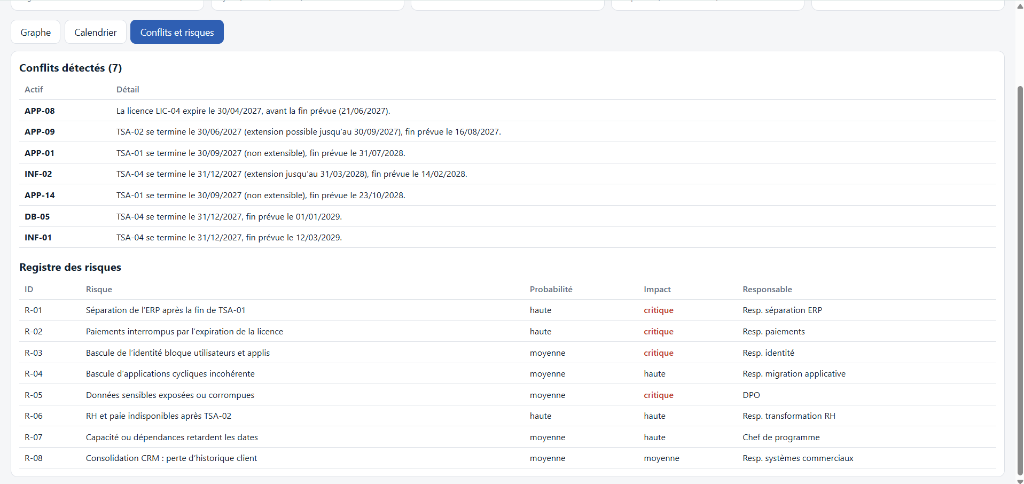 Graphe Calendrier Conflits et risques
Conflits détectés (7)
Actif Détail
APP-08 La licence LIC-04 expire le 30/04/2027, avant la fin prévue (21/06/2027).
APP-09 TSA-02 se termine le 30/06/2027 (extension possible jusqu'au 30/09/2027), fin prévue le 16/08/2027.
APP-01 TSA-01 se termine le 30/09/2027 (non extensible), fin prévue le 31/07/2028.
INF-02 TSA-04 se termine le 31/12/2027 (extension jusqu'au 31/03/2028), fin prévue le 14/02/2028.
APP-14 TSA-01 se termine le 30/09/2027 (non extensible), fin prévue le 23/10/2028.
DB-05 TSA-04 se termine le 31/12/2027, fin prévue le 01/01/2029.
INF-01 TSA-04 se termine le 31/12/2027, fin prévue le 12/03/2029.
Registre des risques
ID Risque Probabilité Impact Responsable
R-01 Séparation de l'ERP après la fin de TSA-01 haute critique Resp. séparation ERP
R-02 Paiements interrompus par l'expiration de la licence haute critique Resp. paiements
R-03 Bascule de l'identité bloque utilisateurs et applis moyenne critique Resp. identité
R-04 Bascule d'applications cycliques incohérente moyenne haute Resp. migration applicative
R-05 Données sensibles exposées ou corrompues moyenne critique DPO
R-06 RH et paie indisponibles après TSA-02 haute haute Resp. transformation RH
R-07 Capacité ou dépendances retardent les dates moyenne haute Chef de programme
R-08 Consolidation CRM : perte d'historique client moyenne moyenne Resp. systèmes commerciaux